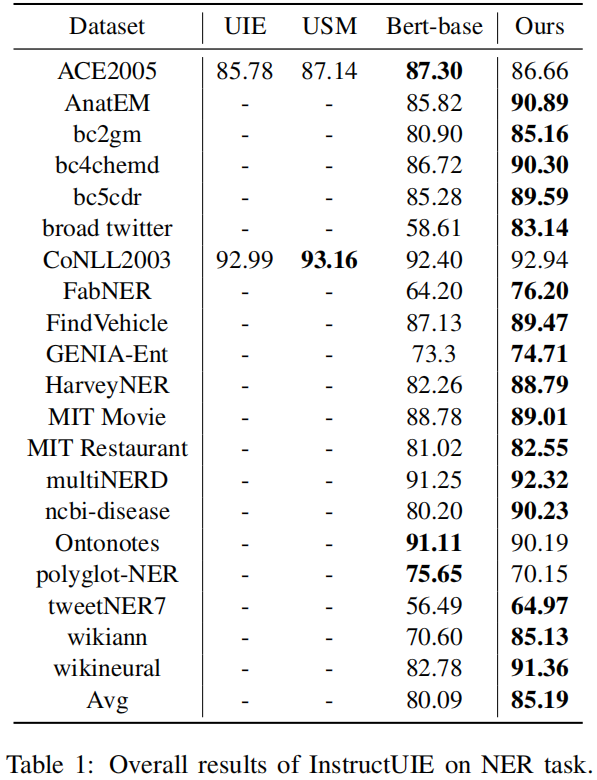 Dataset UIE USM Bert-base Ours
ACE2005 85.78 87.14 87.30 86.66
AnatEM - - 85.82 90.89
bc2gm - - 80.90 85.16
bc4chemd - - 86.72 90.30
bc5cdr - - 85.28 89.59
broad twitter - - 58.61 83.14
CoNLL2003 92.99 93.16 92.40 92.94
FabNER - - 64.20 76.20
FindVehicle - - 87.13 89.47
GENIA-Ent - - 73.3 74.71
HarveyNER - - 82.26 88.79
MIT Movie - - 88.78 89.01
MIT Restaurant - - 81.02 82.55
multiNERD - - 91.25 92.32
ncbi-disease - - 80.20 90.23
Ontonotes - - 91.11 90.19
polyglot-NER - - 75.65 70.15
tweetNER7 - - 56.49 64.97
wikiann - - 70.60 85.13
wikineural - - 82.78 91.36
Avg - - 80.09 85.19
Table 1: Overall results of InstructUIE on NER task.